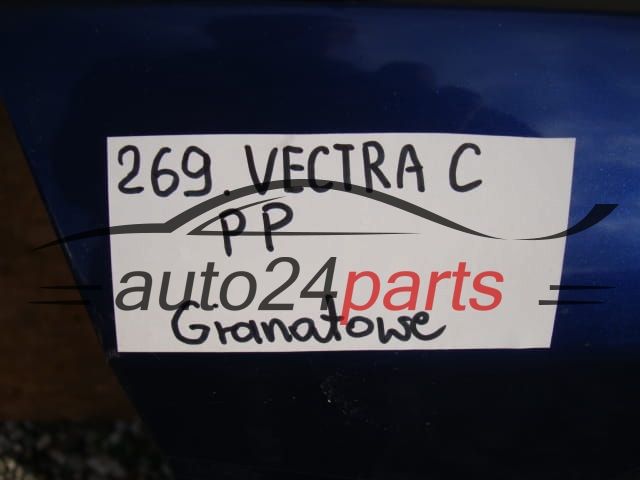 269. VECTRA C
PP
auto24parts
Granatowe